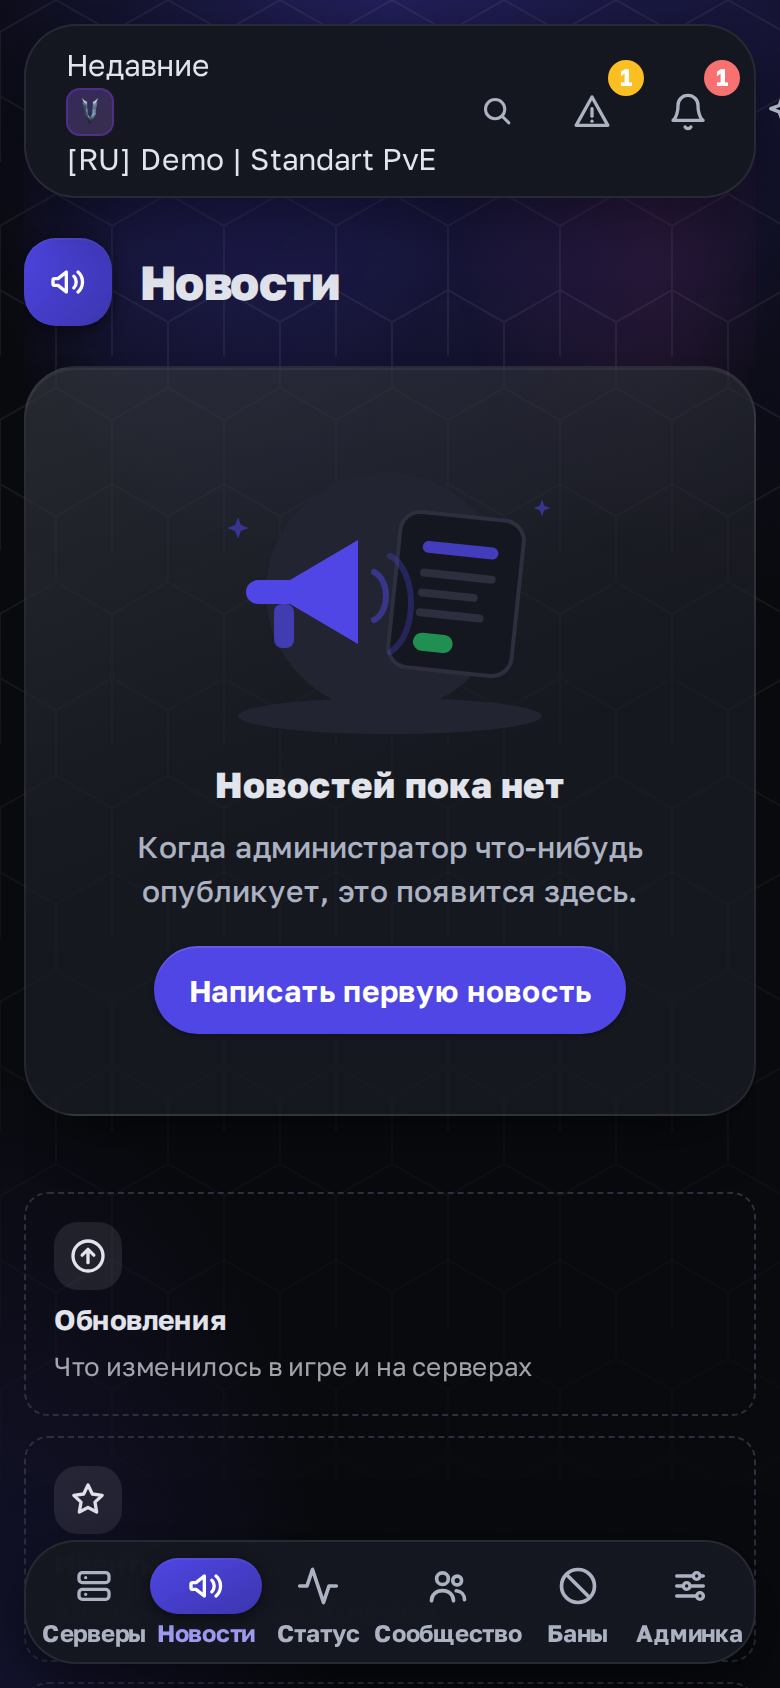 Недавние
1
1
[RU] Demo | Standart PvE
Новости
Новостей пока нет
Когда администратор что-нибудь
опубликует, это появится здесь.
Написать первую новость
Обновления
Что изменилось в игре и на серверах
Серверы Новости Статус Сообщество Баны Админка